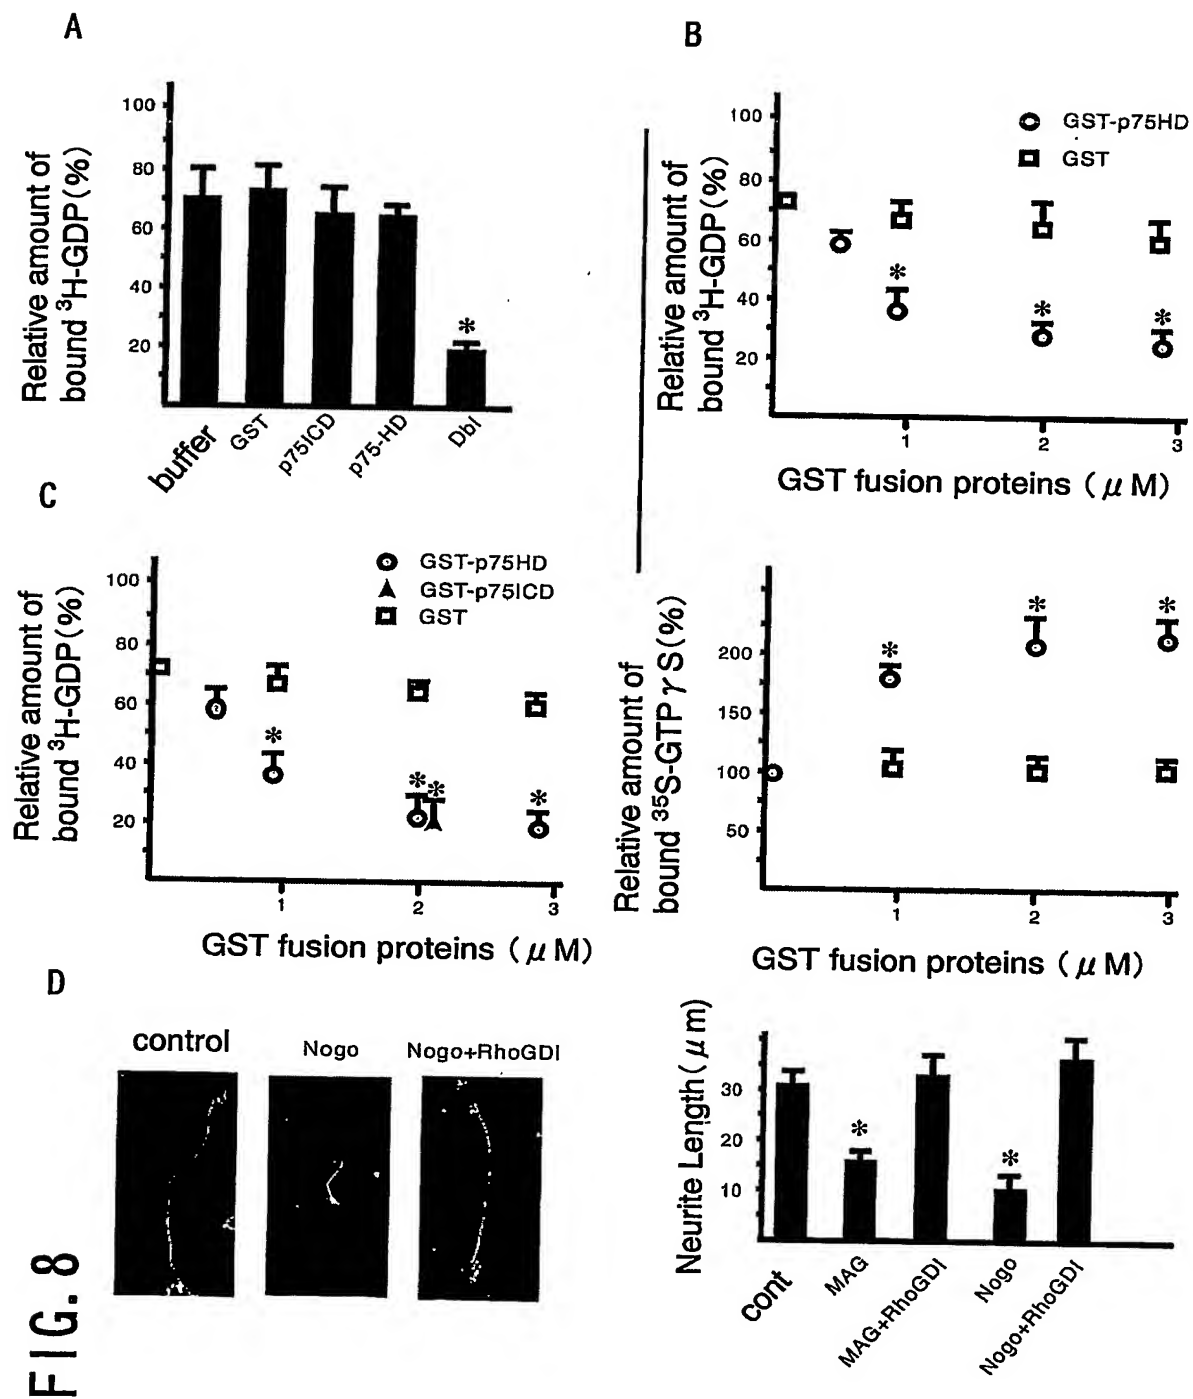 A
Relative amount of
bound ³H-GDP(%)
100
80
60
40
20
*
buffer
GST
p75ICD
p75-HD
Dbl
B
GST-p75HD
GST
Relative amount of
bound ³H-GDP(%)
100
80
60
40
20
*
*
*
1
2
3
GST fusion proteins (μM)
Relative amount of
bound ³⁵S-GTPγS(%)
200
150
100
50
*
*
*
1
2
3
GST fusion proteins (μM)
C
GST-p75HD
GST-p75ICD
GST
Relative amount of
bound ³H-GDP(%)
100
80
60
40
20
*
*
*
*
1
2
3
GST fusion proteins (μM)
D
control
Nogo
Nogo+RhoGDI
Neurite Length(μm)
30
20
10
*
*
cont
MAG
MAG+RhoGDI
Nogo
Nogo+RhoGDI
FIG.8